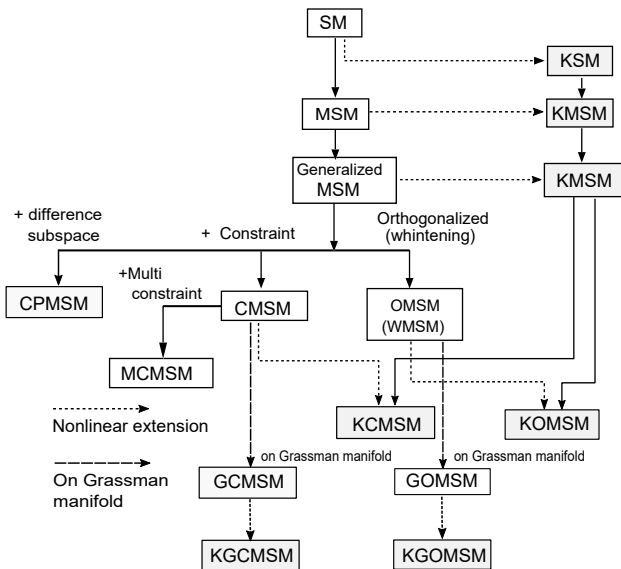 SM
KSM
MSM
KMSM
Generalized
MSM
KMSM
+ difference
subspace
+ Constraint
Orthogonalized
(whintening)
+Multi
constraint
CPMSM
CMSM
OMSM
(WMSM)
MCMSM
KCMSM
KOMSM
Nonlinear extension
on Grassman manifold
on Grassman manifold
On Grassman
manifold
GCMSM
GOMSM
KGCMSM
KGOMSM